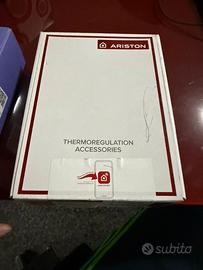 ARISTON
THERMOREGULATION
ACCESSORIES
subito